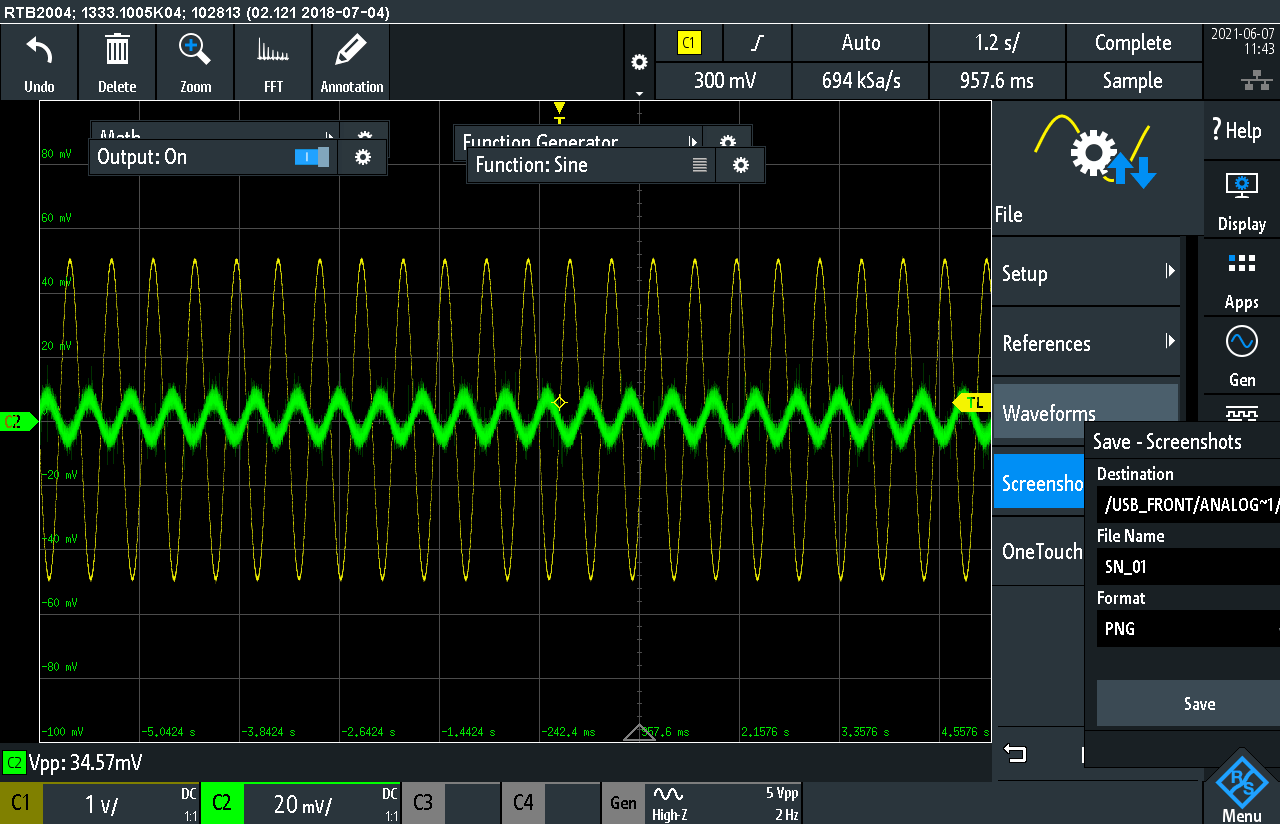 RTB2004; 1333.1005K04; 102813 (02.121 2018-07-04)
Undo
Delete
Zoom
FFT
Annotation
C1
Auto
1.2 s/
Complete
300 mV
694 kSa/s
957.6 ms
Sample
2021-06-07
11:43
Math
Output: On
Function Generator
Function: Sine
T
80 mV
60 mV
40 mV
20 mV
-20 mV
-40 mV
-60 mV
-80 mV
-100 mV
-5.0424 s
-3.8424 s
-2.6424 s
-1.4424 s
-242.4 ms
957.6 ms
2.1576 s
3.3576 s
4.5576 s
C2
TL
File
Setup
References
Waveforms
Screensho
OneTouch
? Help
Display
Apps
Gen
Save - Screenshots
Destination
/USB_FRONT/ANALOG~1/
File Name
SN_01
Format
PNG
Save
R&S
Menu
C2 Vpp: 34.57mV
C1
1 V/
DC
1:1
C2
20 mV/
DC
1:1
C3
C4
Gen
High-Z
5 Vpp
2 Hz